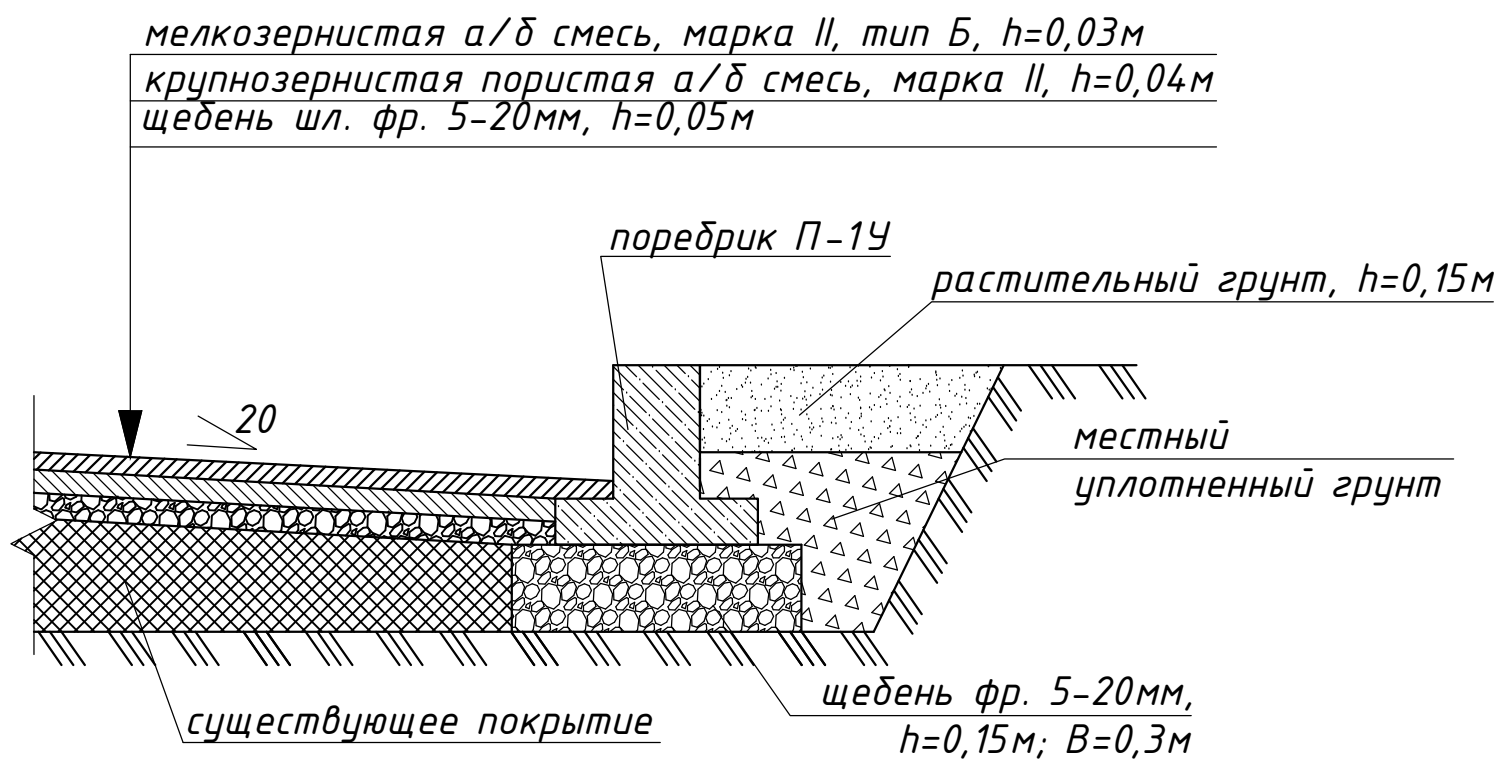 мелкозернистая а/б смесь, марка II, тип Б, h=0,03м
крупнозернистая пористая а/б смесь, марка II, h=0,04м
щебень шл. фр. 5-20мм, h=0,05м
поребрик П-1У
растительный грунт, h=0,15м
20
местный
уплотненный грунт
щебень фр. 5-20мм,
h=0,15м; В=0,3м
существующее покрытие